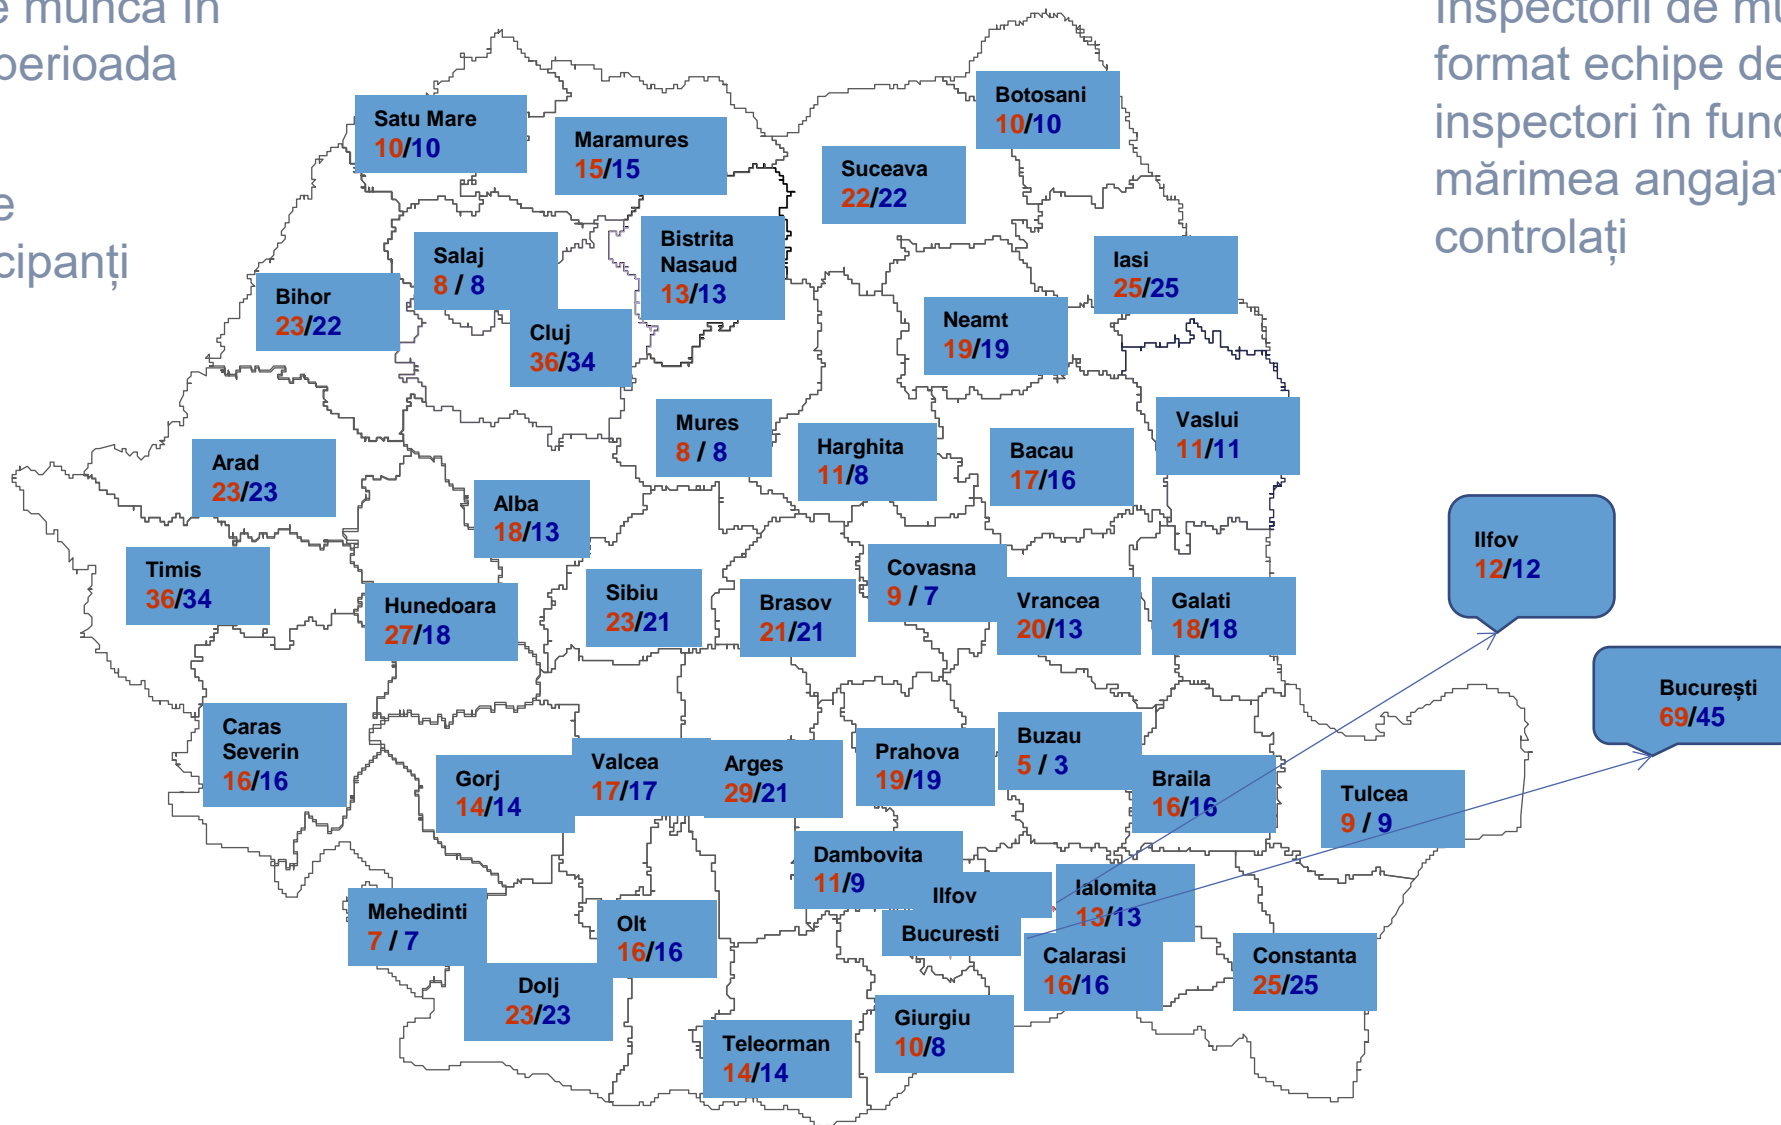 munca în
perioada
cipanți
Inspectorii de
format echipe de
inspectori în
mărimea
controlați
Satu Mare
10/10
Maramures
15/15
Botosani
10/10
Suceava
22/22
Salaj
8 / 8
Bistrita
Nasaud
13/13
Iasi
25/25
Bihor
23/22
Cluj
36/34
Neamt
19/19
Mures
8 / 8
Harghita
11/8
Bacau
17/16
Vaslui
11/11
Arad
23/23
Alba
18/13
Ilfov
12/12
Timis
36/34
Hunedoara
27/18
Sibiu
23/21
Brasov
21/21
Covasna
9 / 7
Vrancea
20/13
Galati
18/18
București
69/45
Caras
Severin
16/16
Gorj
14/14
Valcea
17/17
Arges
29/21
Prahova
19/19
Buzau
5 / 3
Braila
16/16
Tulcea
9 / 9
Dambovita
11/9
Ilfov
Bucuresti
Ialomita
13/13
Mehedinti
7 / 7
Olt
16/16
Calarasi
16/16
Constanta
25/25
Dolj
23/23
Giurgiu
10/8
Teleorman
14/14